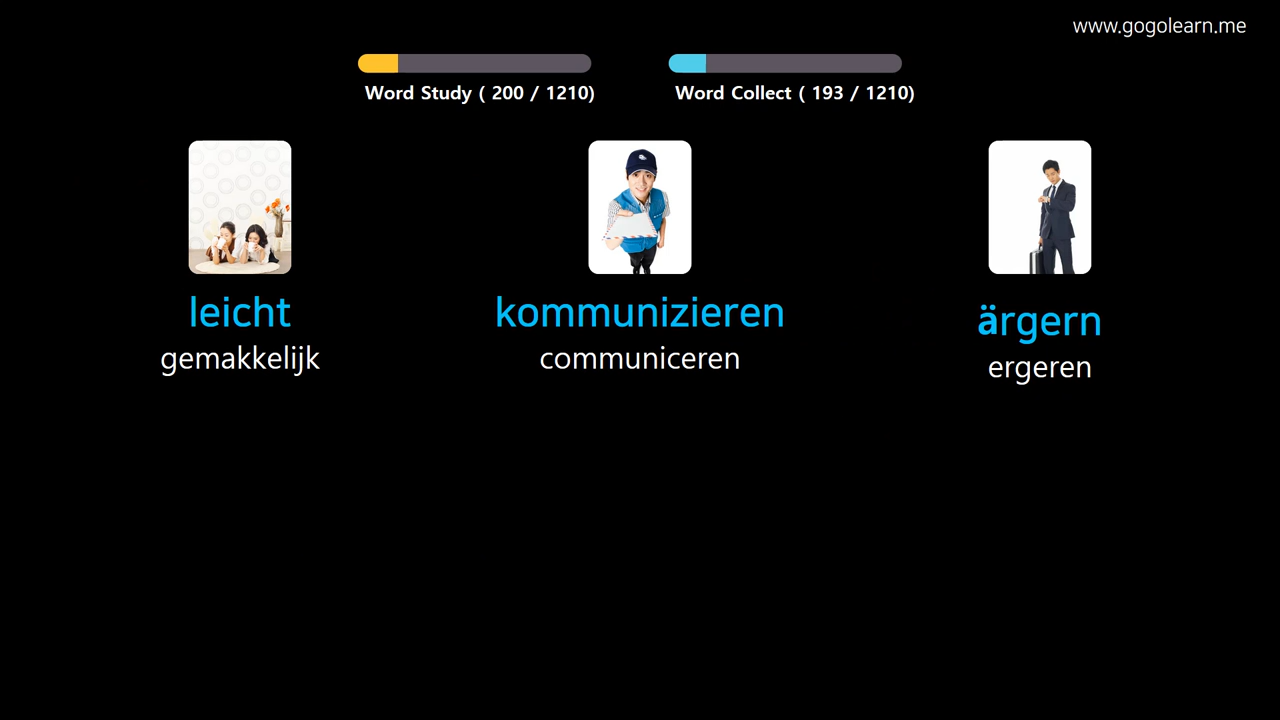 www.gogolearn.me
Word Study ( 200 / 1210)
Word Collect ( 193 / 1210)
leicht
gemakkelijk
kommunizieren
communiceren
ärgern
ergeren